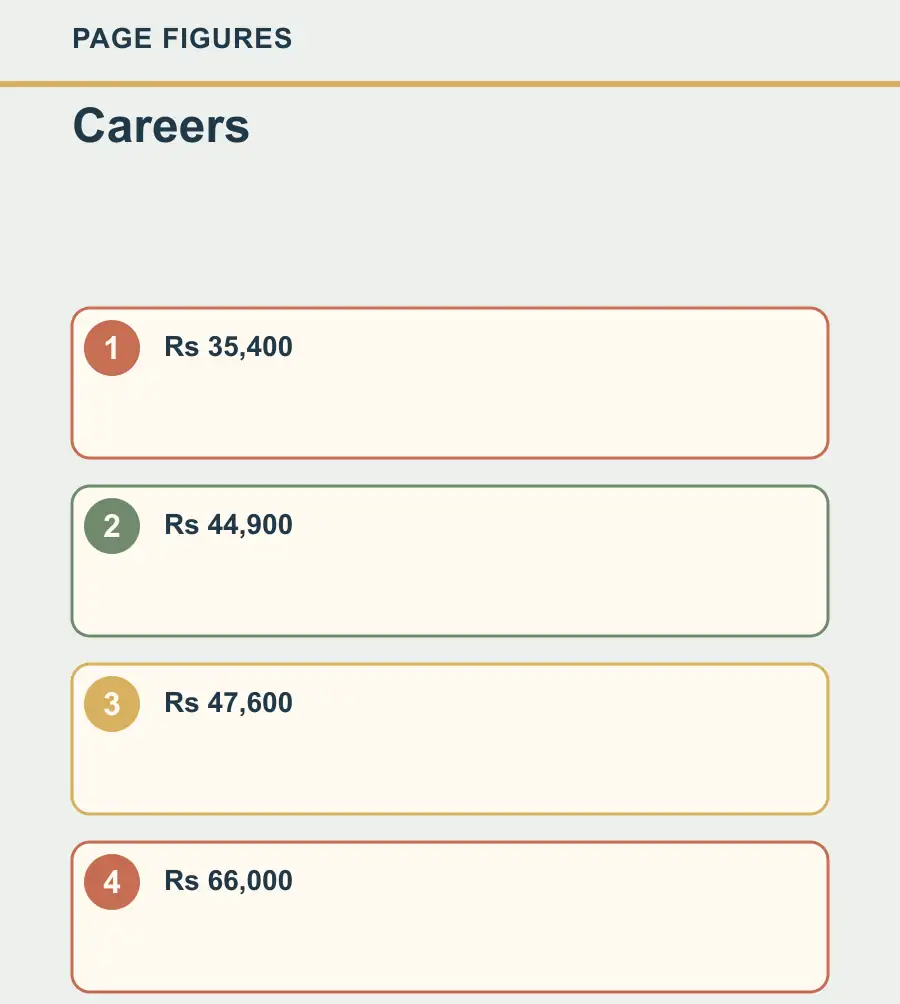 PAGE FIGURES
Careers
1 Rs 35,400
2 Rs 44,900
3 Rs 47,600
4 Rs 66,000